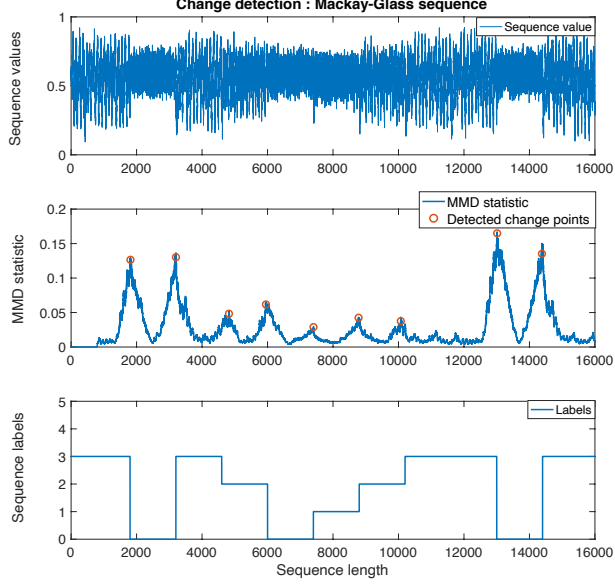 Change detection : Mackay-Glass sequence
Sequence values
1
0.5
0
Sequence value
0 2000 4000 6000 8000 10000 12000 14000 16000
MMD statistic
0.2
0.15
0.1
0.05
0
MMD statistic
Detected change points
0 2000 4000 6000 8000 10000 12000 14000 16000
Sequence labels
5
4
3
2
1
0
Labels
0 2000 4000 6000 8000 10000 12000 14000 16000
Sequence length